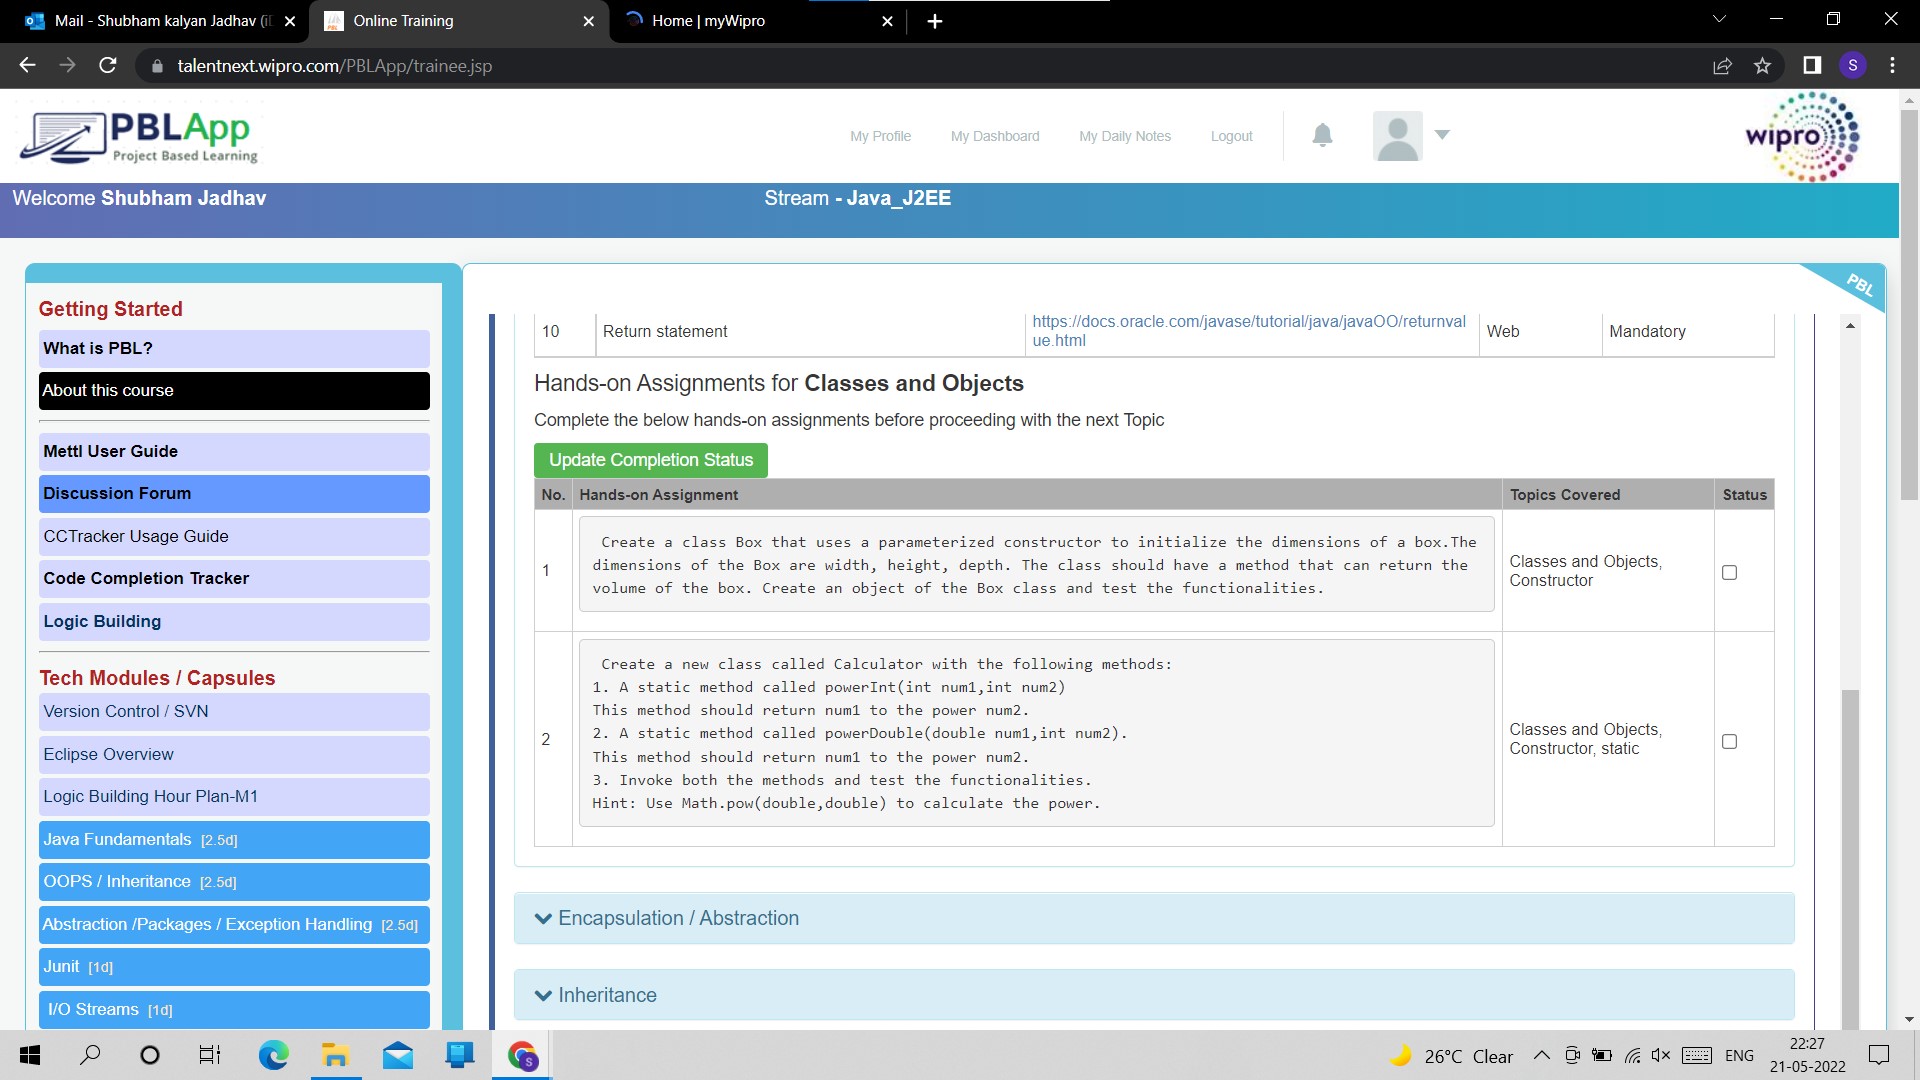 Mail - Shubham kalyan Jadhav (i
Online Training
Home | myWipro
talentnext.wipro.com/PBLApp/trainee.jsp
S
PBLApp
Project Based Learning
My Profile
My Dashboard
My Daily Notes
Logout
wipro
Welcome Shubham Jadhav
Stream - Java_J2EE
PBL
Getting Started
What is PBL?
About this course
Mettl User Guide
Discussion Forum
CCTracker Usage Guide
Code Completion Tracker
Logic Building
Tech Modules / Capsules
Version Control / SVN
Eclipse Overview
Logic Building Hour Plan-M1
Java Fundamentals [2.5d]
OOPS / Inheritance [2.5d]
Abstraction /Packages / Exception Handling [2.5d]
Junit [1d]
I/O Streams [1d]
10 Return statement https://docs.oracle.com/javase/tutorial/java/javaOO/returnval Web Mandatory
ue.html
Hands-on Assignments for Classes and Objects
Complete the below hands-on assignments before proceeding with the next Topic
Update Completion Status
No. Hands-on Assignment Topics Covered Status
1
Create a class Box that uses a parameterized constructor to initialize the dimensions of a box.The
dimensions of the Box are width, height, depth. The class should have a method that can return the
volume of the box. Create an object of the Box class and test the functionalities.
Classes and Objects,
Constructor
2
Create a new class called Calculator with the following methods:
1. A static method called powerInt(int num1,int num2)
This method should return num1 to the power num2.
2. A static method called powerDouble(double num1,int num2).
This method should return num1 to the power num2.
3. Invoke both the methods and test the functionalities.
Hint: Use Math.pow(double,double) to calculate the power.
Classes and Objects,
Constructor, static
Encapsulation / Abstraction
Inheritance
S
26°C Clear
ENG
22:27
21-05-2022